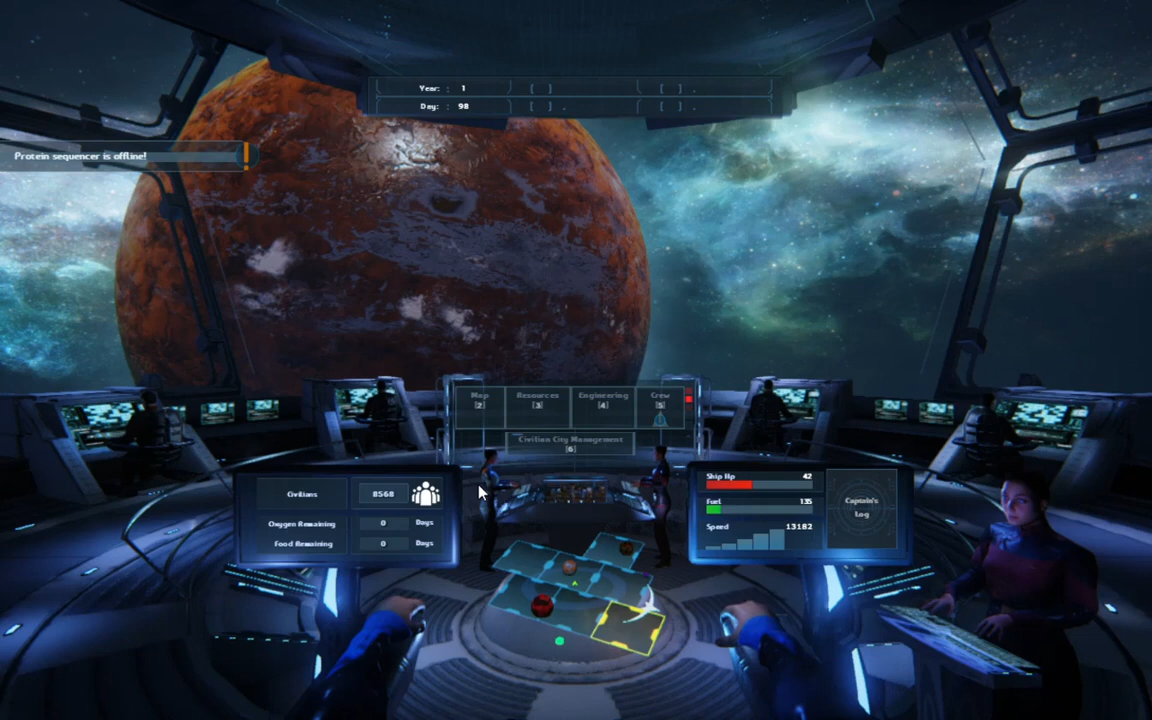 Year: : 1
Day: : 98
Protein sequencer is offline!
Map
[2]
Resources
[3]
Engineering
[4]
Crew
[5]
Civilian City Management
[6]
Civilians 8568
Oxygen Remaining 0 Days
Food Remaining 0 Days
Ship Hp 42
Fuel 135
Speed 13182
Captain's
Log